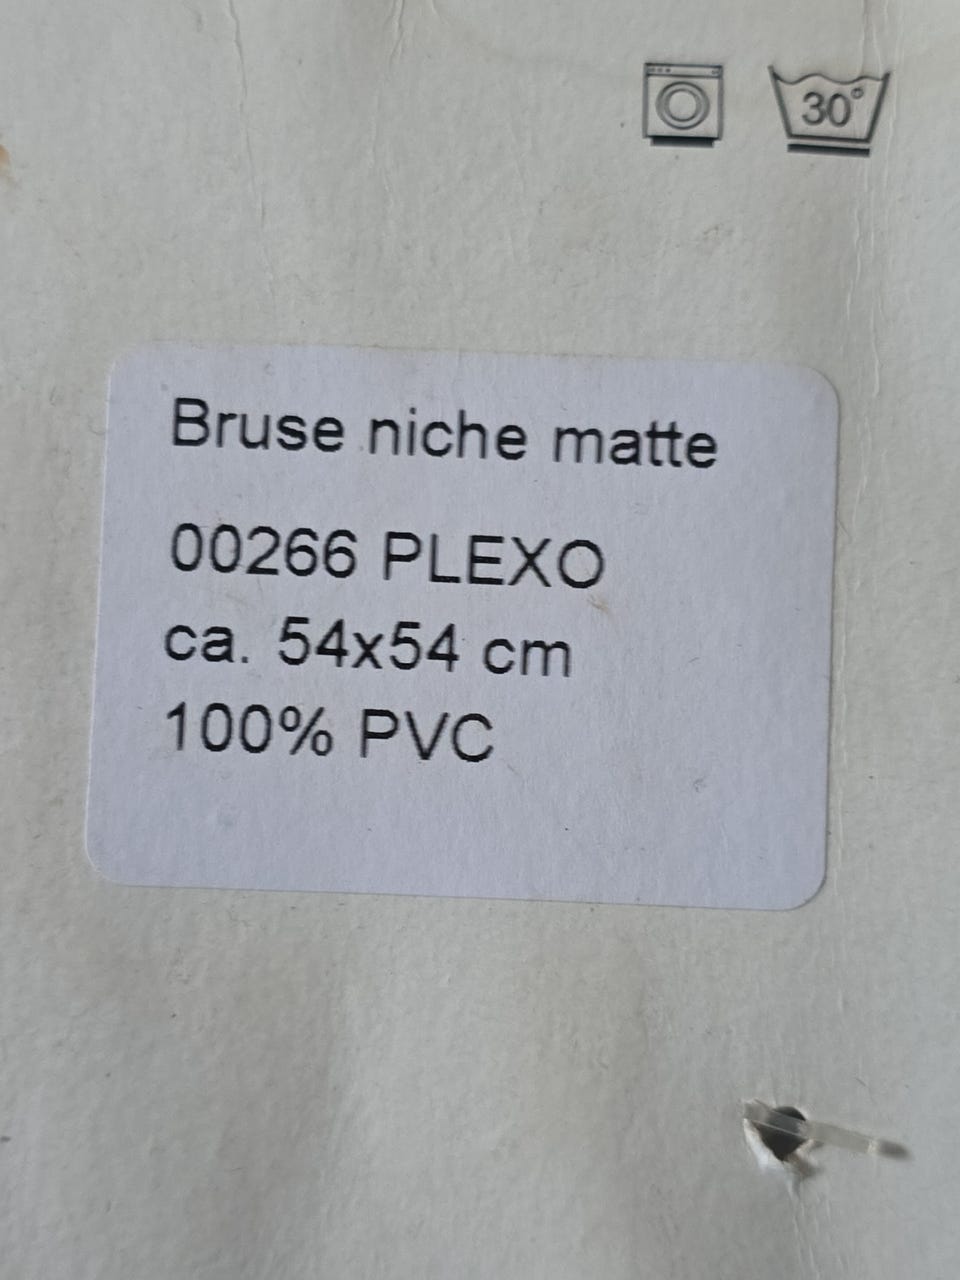 30°
Bruse niche matte
00266 PLEXO
ca. 54x54 cm
100% PVC